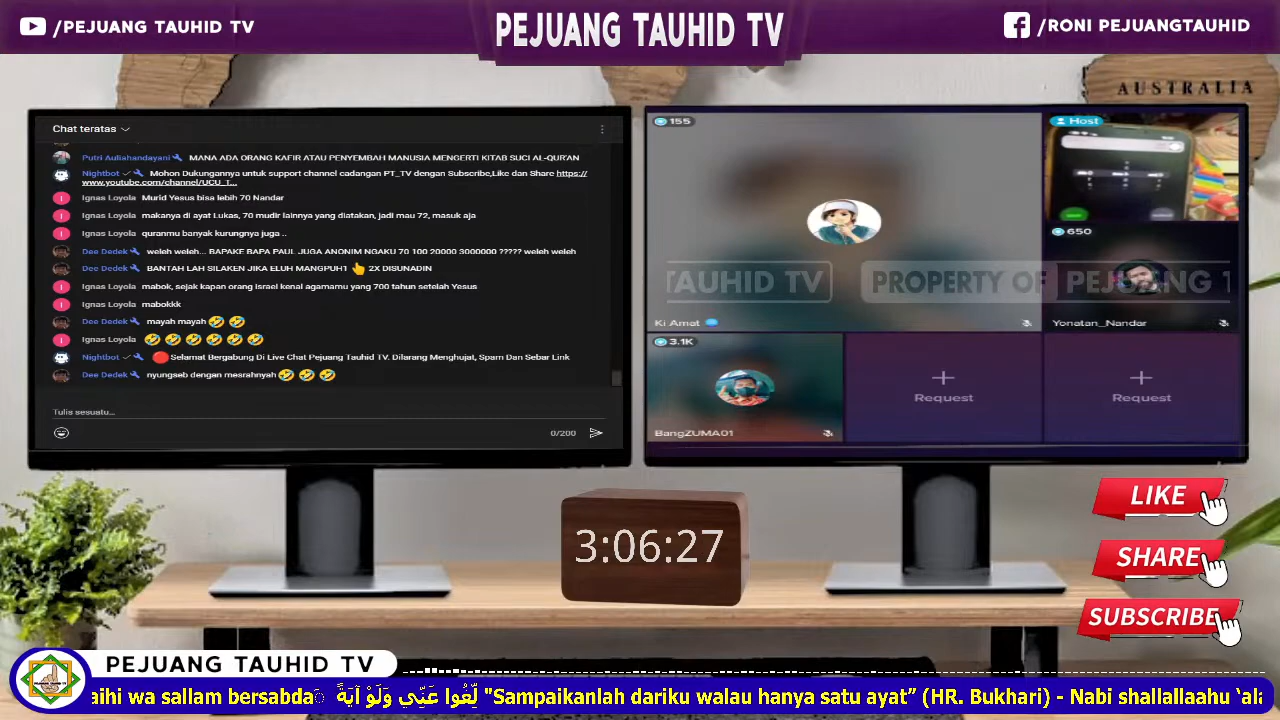 /PEJUANG TAUHID TV
PEJUANG TAUHID TV
/RONI PEJUANGTAUHID
AUSTRALIA
Chat teratas
Putri Auliahandayani MANA ADA ORANG KAFIR ATAU PENYEMBAH MANUSIA MENGERTI KITAB SUCI AL-QUR'AN
Nightbot Mohon Dukungannya untuk support channel cadangan PT_TV dengan Subscribe,Like dan Share https://
www.youtube.com/channel/UCU_T...
Ignas Loyola Murid Yesus bisa lebih 70 Nandar
Ignas Loyola makanya di ayat Lukas, 70 mudir lainnya yang diatakan, jadi mau 72, masuk aja
Ignas Loyola quranmu banyak kurungnya juga ..
Dee Dedek weleh weleh... BAPAKE BAPA PAUL JUGA ANONIM NGAKU 70 100 20000 3000000 ????? weleh weleh
Dee Dedek BANTAH LAH SILAKEN JIKA ELUH MANGPUH1 👆 2X DISUNADIN
Ignas Loyola mabok, sejak kapan orang israel kenal agamamu yang 700 tahun setelah Yesus
Ignas Loyola mabokkk
Dee Dedek mayah mayah 🤣 🤣
Ignas Loyola 🤣 🤣 🤣 🤣 🤣 🤣
Nightbot 🔴Selamat Bergabung Di Live Chat Pejuang Tauhid TV. Dilarang Menghujat, Spam Dan Sebar Link
Dee Dedek nyungseb dengan mesrahnyah 🤣 🤣 🤣
Tulis sesuatu...
0/200
155
Host
650
TAUHID TV
PROPERTY OF PEJUANG T
Ki Amat
Yonatan_Nandar
3.1K
BangZUMA01
Request
Request
3:06:27
LIKE
SHARE
SUBSCRIBE
PEJUANG TAUHID TV
aihi wa sallam bersabda لِّغُوا عَنِّي وَلَوْ آيَةً "Sampaikanlah dariku walau hanya satu ayat" (HR. Bukhari) - Nabi shallallaahu 'ala